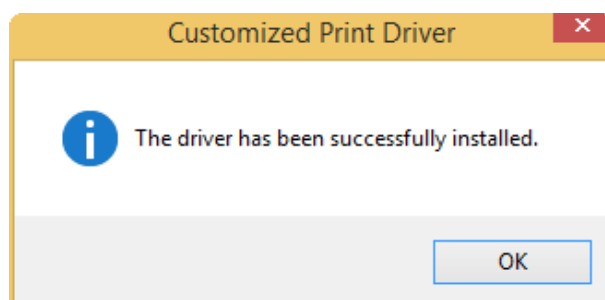 Customized Print Driver
The driver has been successfully installed.
OK